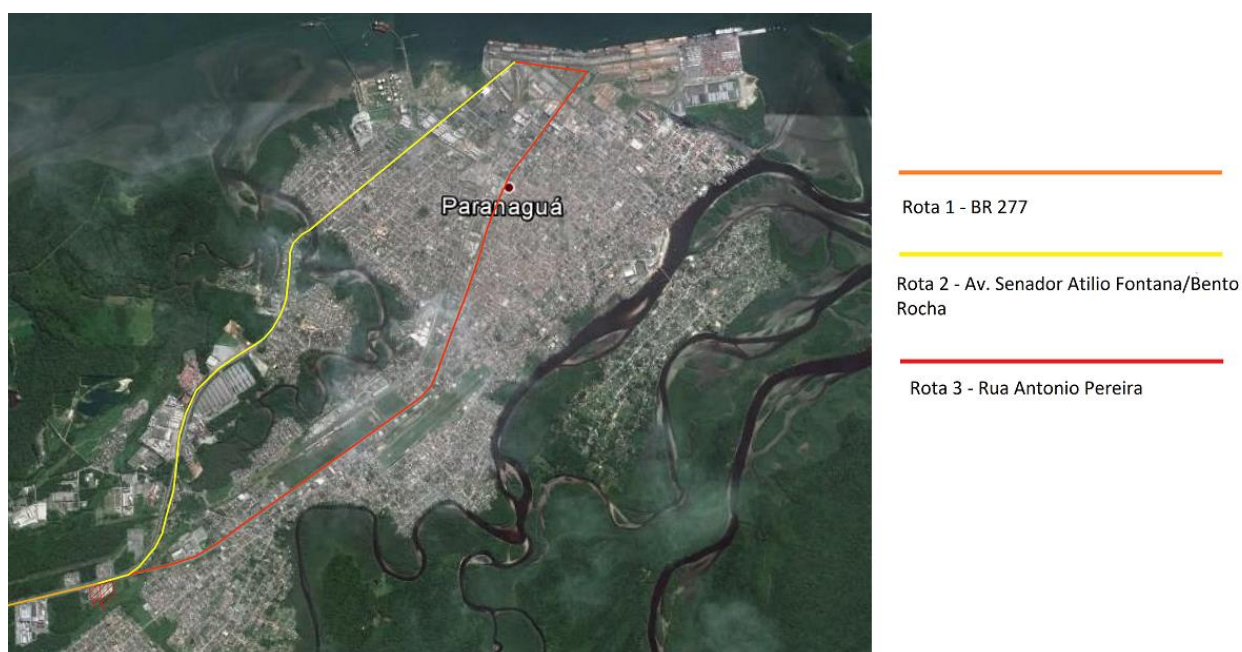 Paranaguá
Rota 1 - BR 277
Rota 2 - Av. Senador Atilio Fontana/Bento
Rocha
Rota 3 - Rua Antonio Pereira